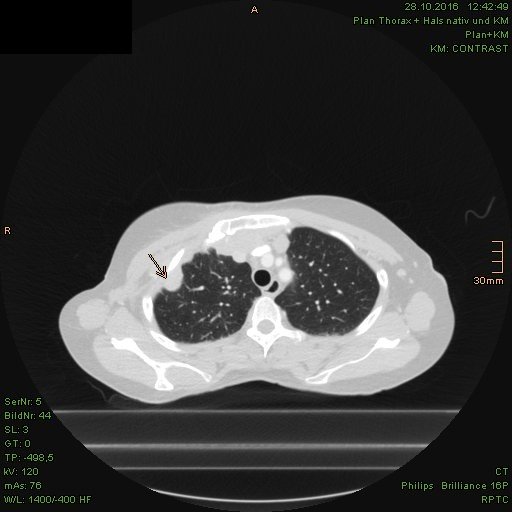 A
28.10.2016 12:42:49
Plan Thorax + Hals nativ und KM
Plan+KM
KM: CONTRAST
R
30mm
SerNr: 5
BildNr: 44
SL: 3
GT: 0
TP: -498,5
kV: 120
mAs: 76
W/L: 1400/-400 HF
CT
Philips Brilliance 16P
RPTC